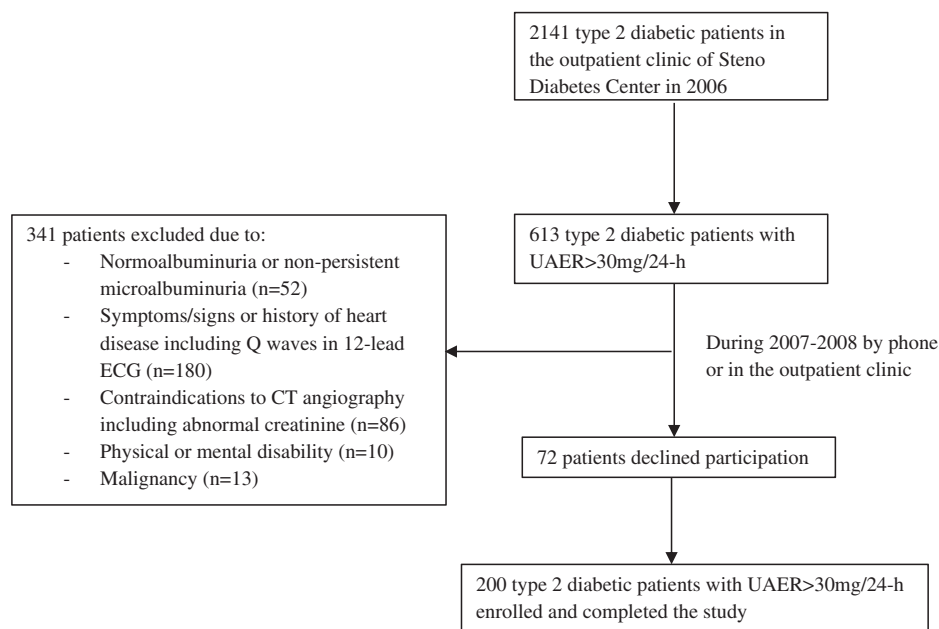 2141 type 2 diabetic patients in
the outpatient clinic of Steno
Diabetes Center in 2006
341 patients excluded due to:
- Normoalbuminuria or non-persistent
microalbuminuria (n=52)
- Symptoms/signs or history of heart
disease including Q waves in 12-lead
ECG (n=180)
- Contraindications to CT angiography
including abnormal creatinine (n=86)
- Physical or mental disability (n=10)
- Malignancy (n=13)
613 type 2 diabetic patients with
UAER>30mg/24-h
During 2007-2008 by phone
or in the outpatient clinic
72 patients declined participation
200 type 2 diabetic patients with UAER>30mg/24-h
enrolled and completed the study